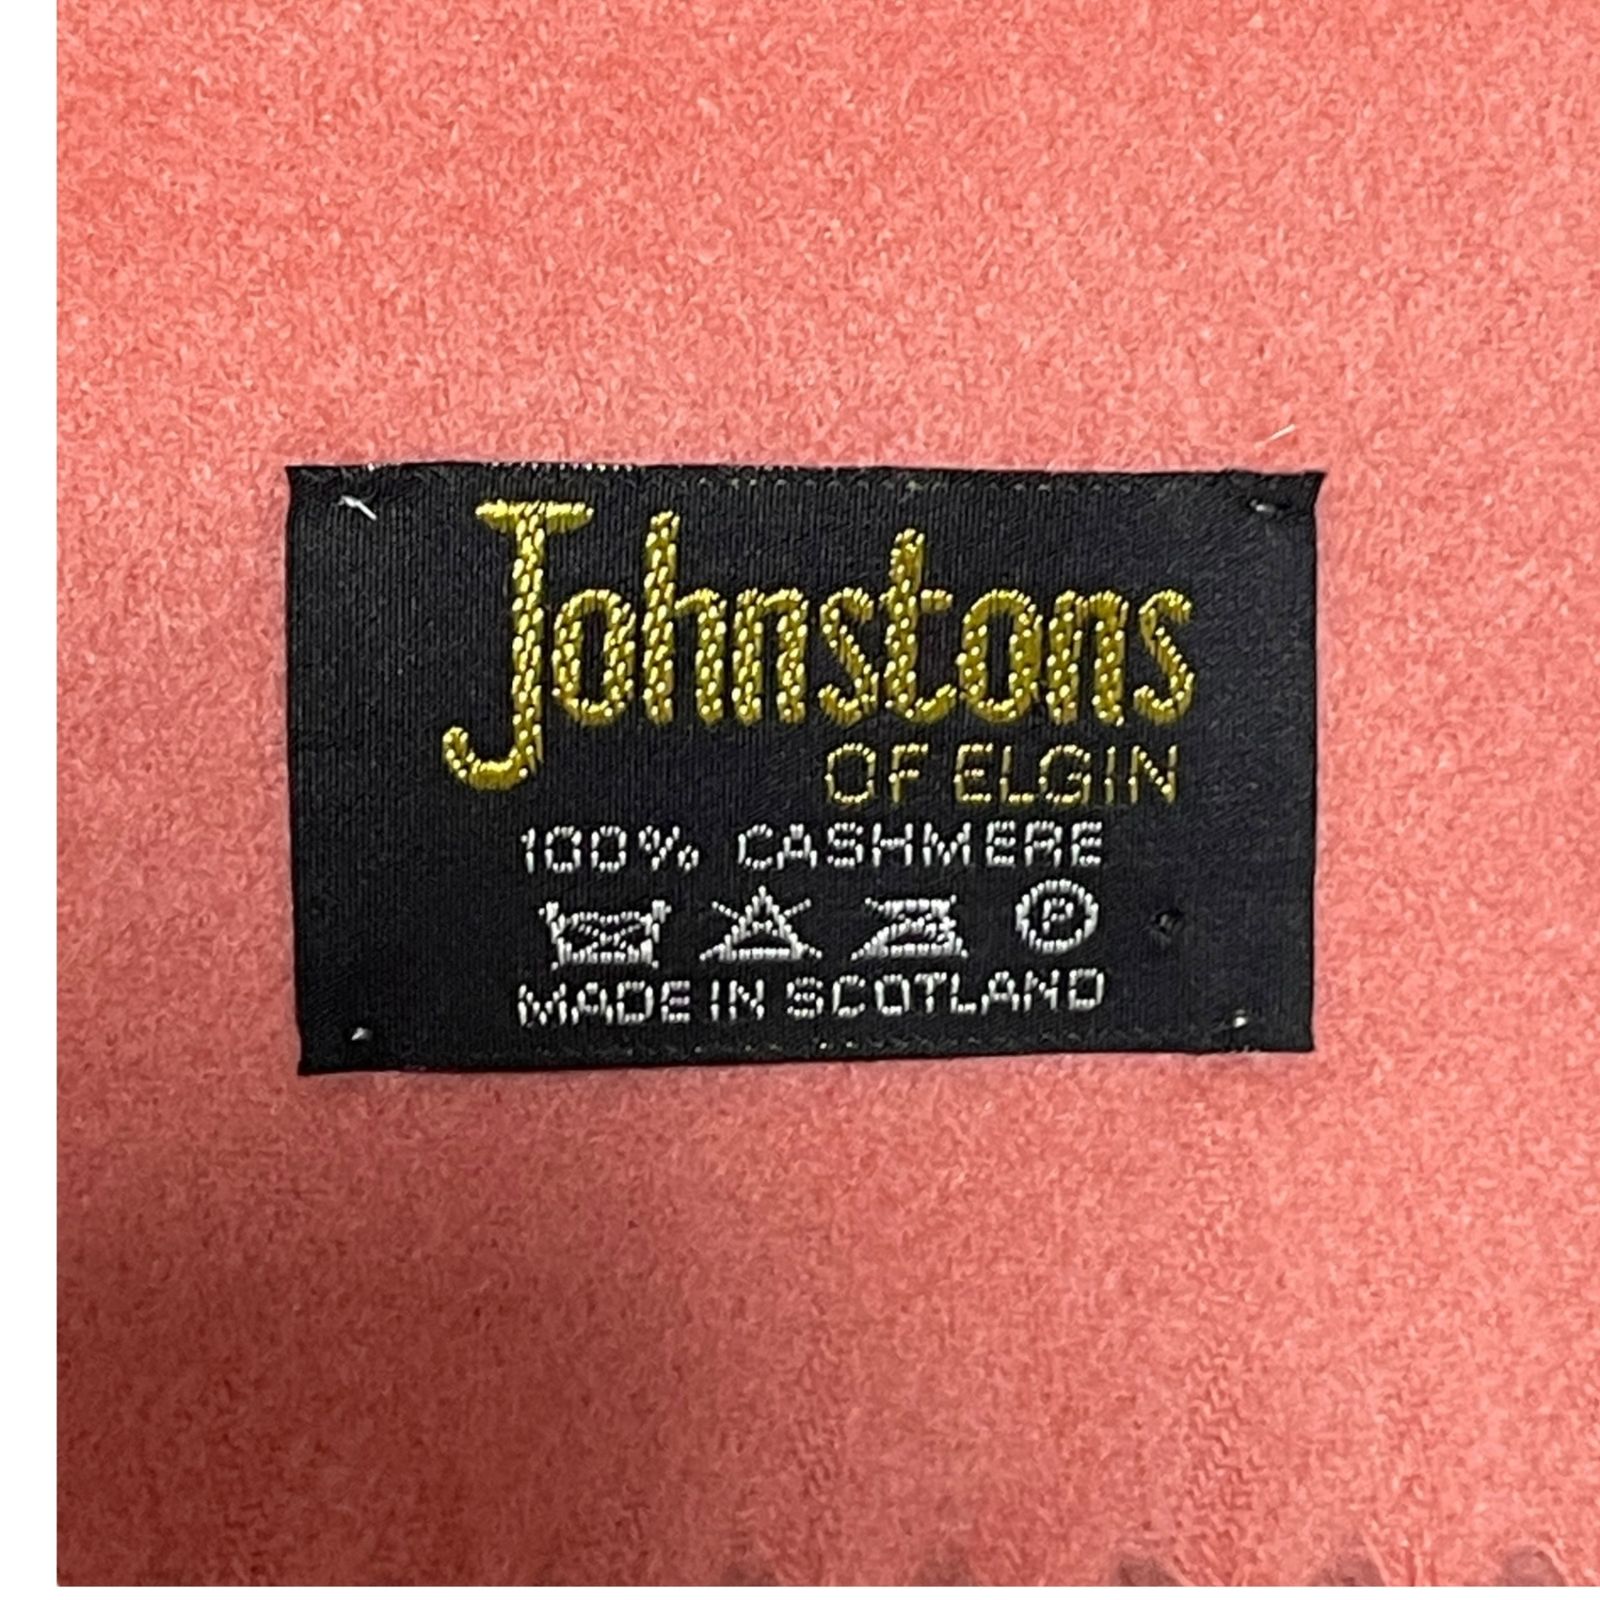 Johnstons
OF ELGIN
100% CASHMERE
P
MADE IN SCOTLAND